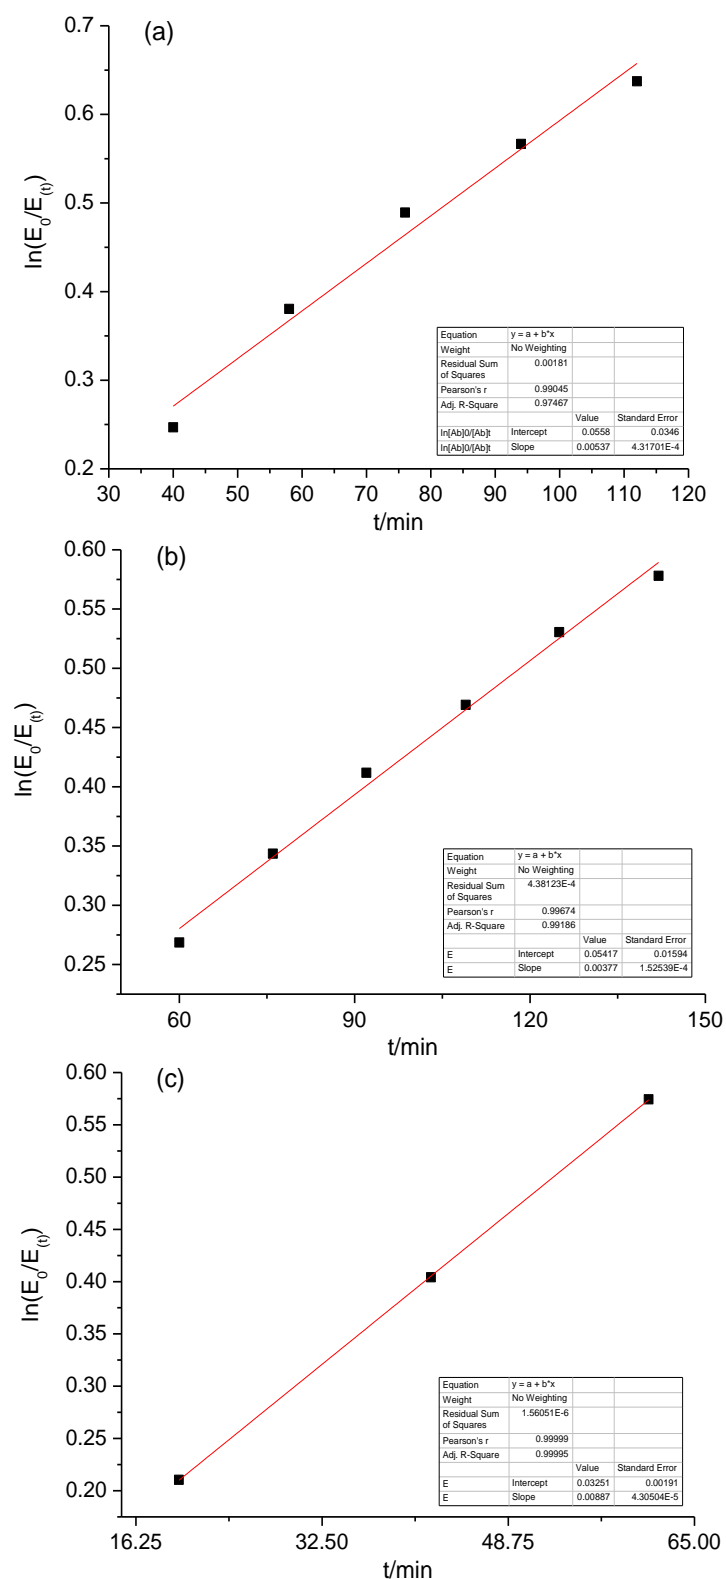 (a)
0.7
0.6
0.5
0.4
0.3
0.2
ln(E0/E(t))
Equation y = a + b*x
Weight No Weighting
Residual Sum of Squares 0.00181
Pearson's r 0.99045
Adj. R-Square 0.97467
Value Standard Error
ln[Ab]0/[Ab]t Intercept 0.0558 0.0346
ln[Ab]0/[Ab]t Slope 0.00537 4.31701E-4
30 40 50 60 70 80 90 100 110 120
t/min
(b)
0.60
0.55
0.50
0.45
0.40
0.35
0.30
0.25
ln(E0/E(t))
Equation y = a + b*x
Weight No Weighting
Residual Sum of Squares 4.38123E-4
Pearson's r 0.99674
Adj. R-Square 0.99186
Value Standard Error
E Intercept 0.05417 0.01594
E Slope 0.00377 1.52539E-4
60 90 120 150
t/min
(c)
0.60
0.55
0.50
0.45
0.40
0.35
0.30
0.25
0.20
ln(E0/E(t))
Equation y = a + b*x
Weight No Weighting
Residual Sum of Squares 1.56051E-6
Pearson's r 0.99999
Adj. R-Square 0.99995
Value Standard Error
E Intercept 0.03251 0.00191
E Slope 0.00887 4.30504E-5
16.25 32.50 48.75 65.00
t/min